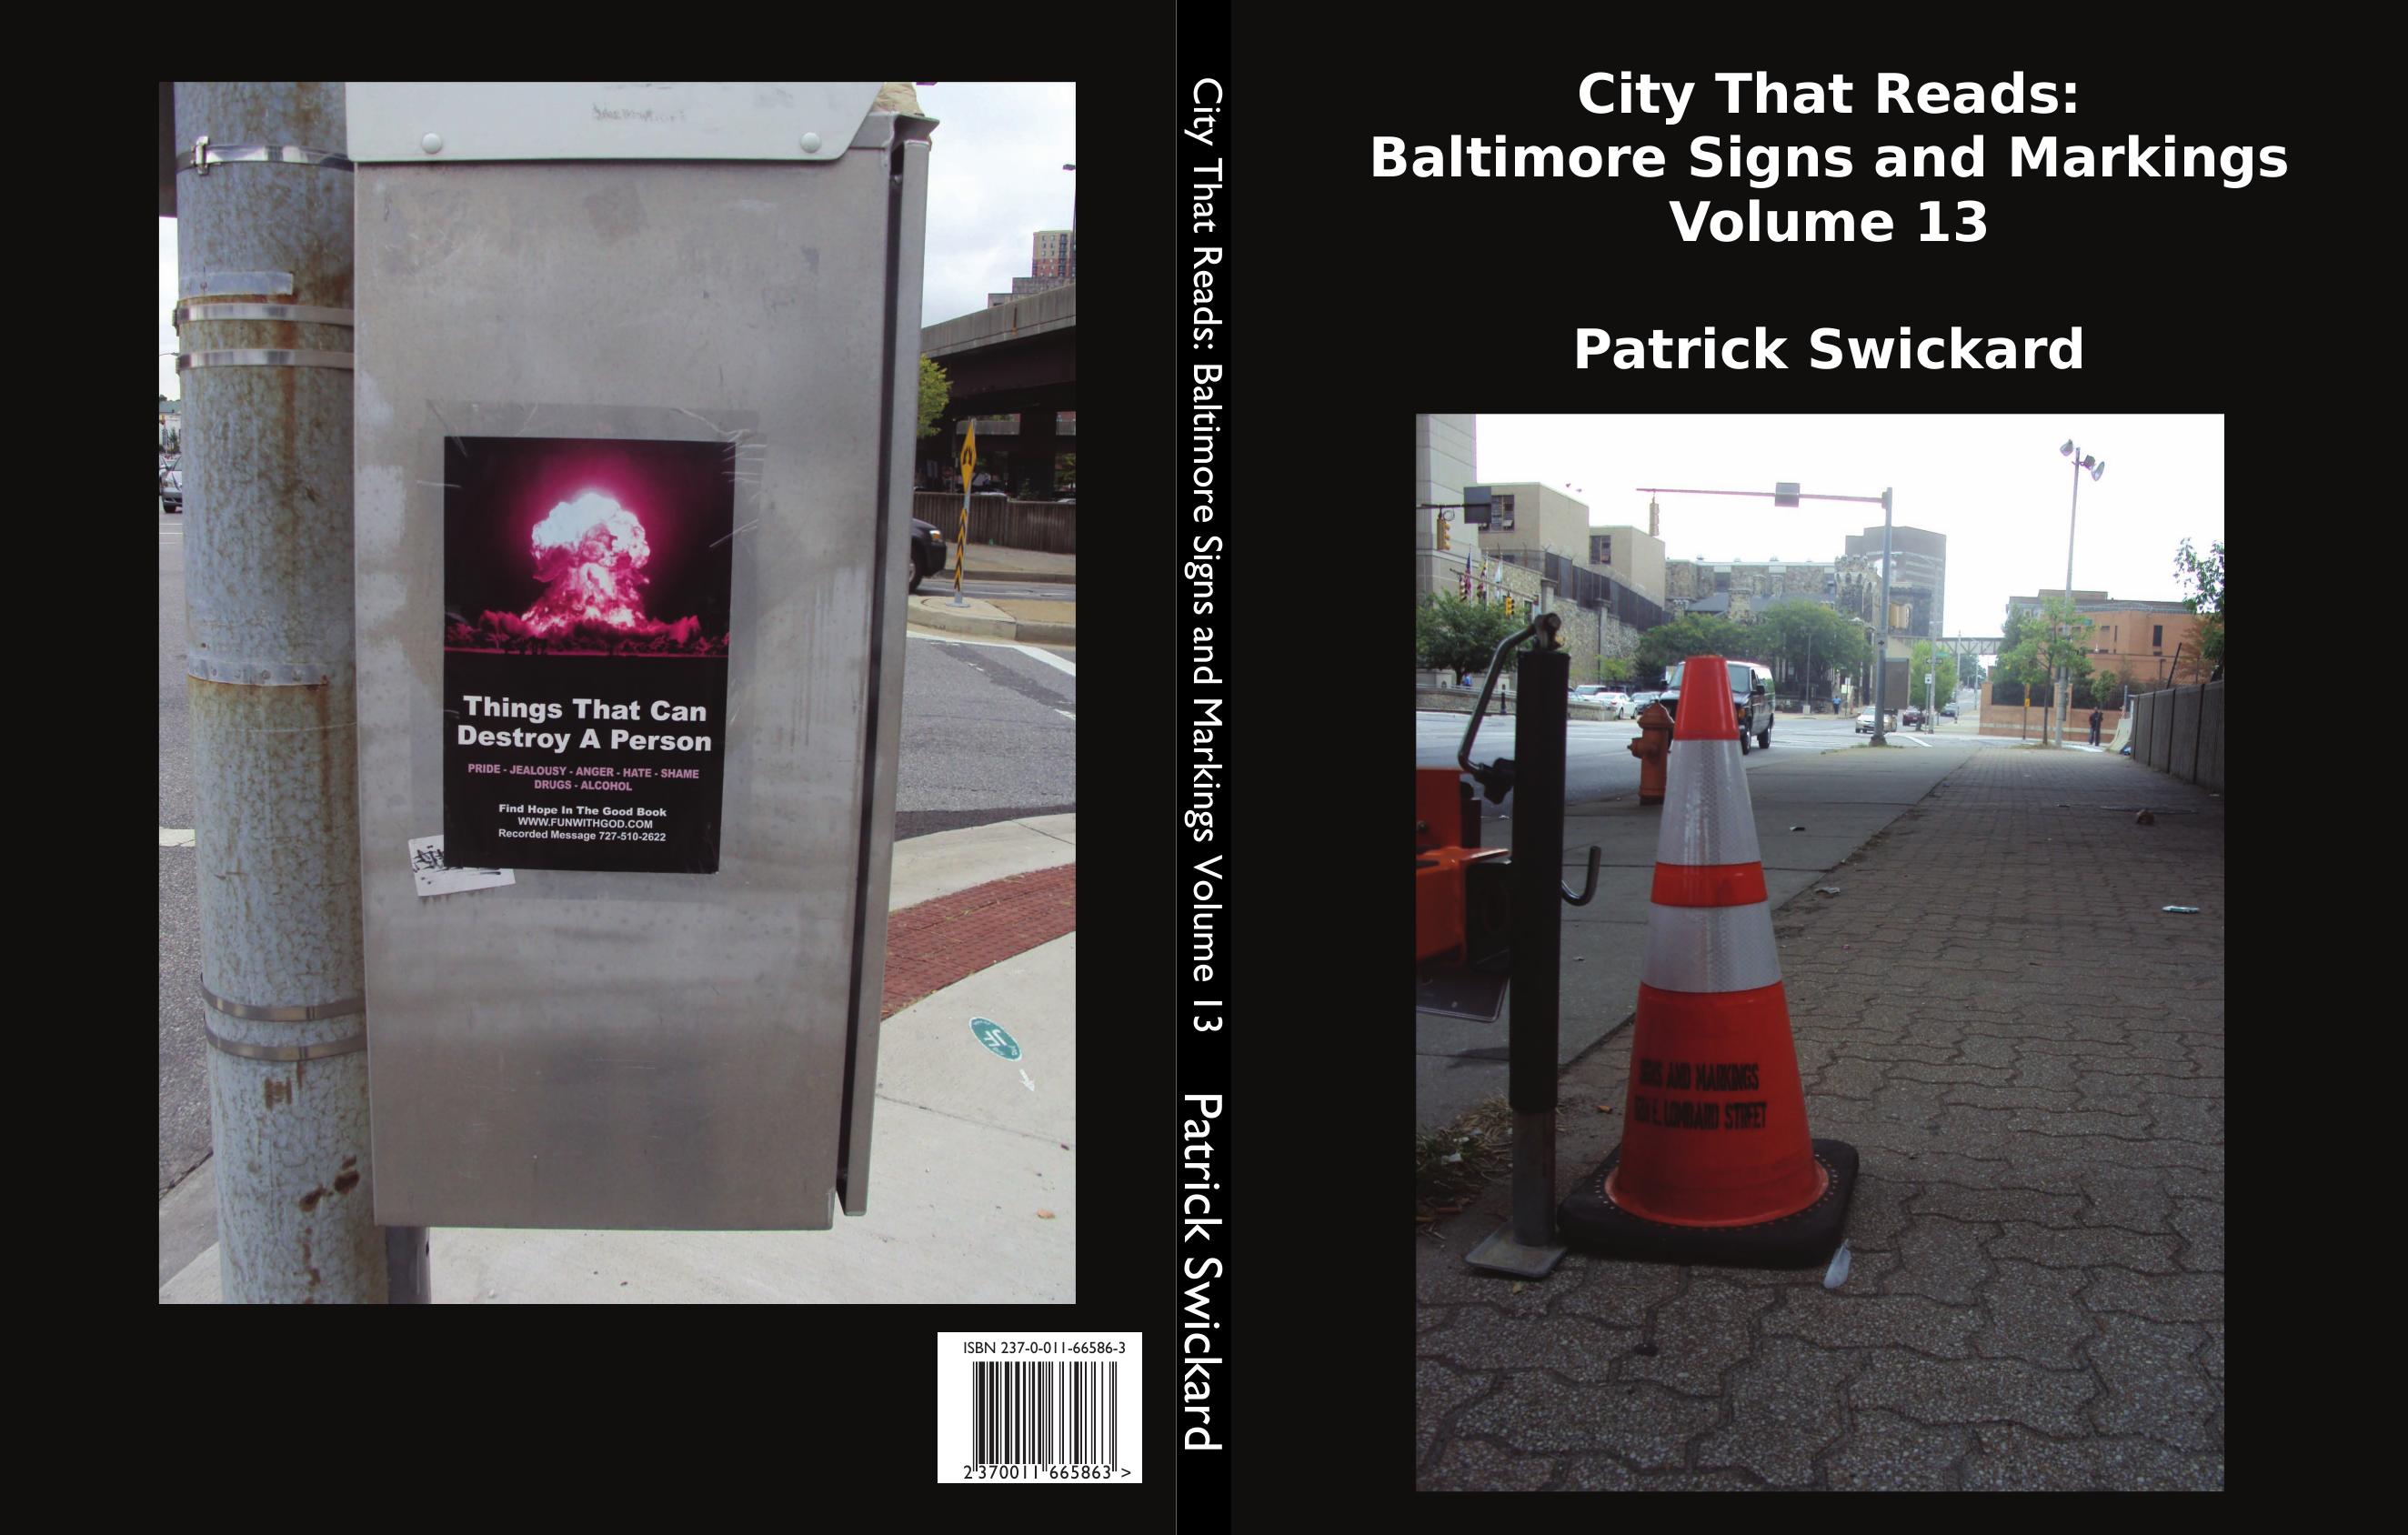 City That Reads:
Baltimore Signs and Markings
Volume 13
Patrick Swickard
AND MARKINGS
E. LOMBARD STREET
City That Reads: Baltimore Signs and Markings Volume 13 Patrick Swickard
Things That Can
Destroy A Person
PRIDE - JEALOUSY - ANGER - HATE - SHAME
DRUGS - ALCOHOL
Find Hope In The Good Book
WWW.FUNWITHGOD.COM
Recorded Message 727-510-2622
ISBN 237-0-011-66586-3
2 370011 665863 >